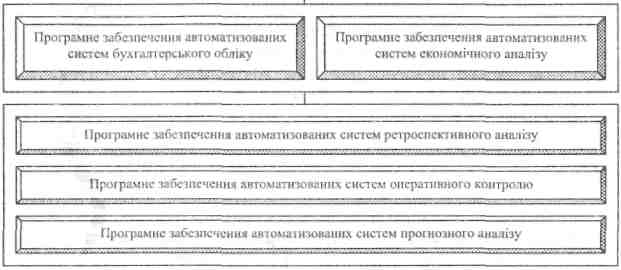 Програмне забезпечення автоматизованих
систем бухгалтерського обліку
Програмне забезпечення автоматизованих
систем економічного аналізу
Програмне забезпечення автоматизованих систем ретроспективного аналізу
Програмне забезпечення автоматизованих систем оперативного контролю
Програмне забезпечення автоматизованих систем прогнозного аналізу